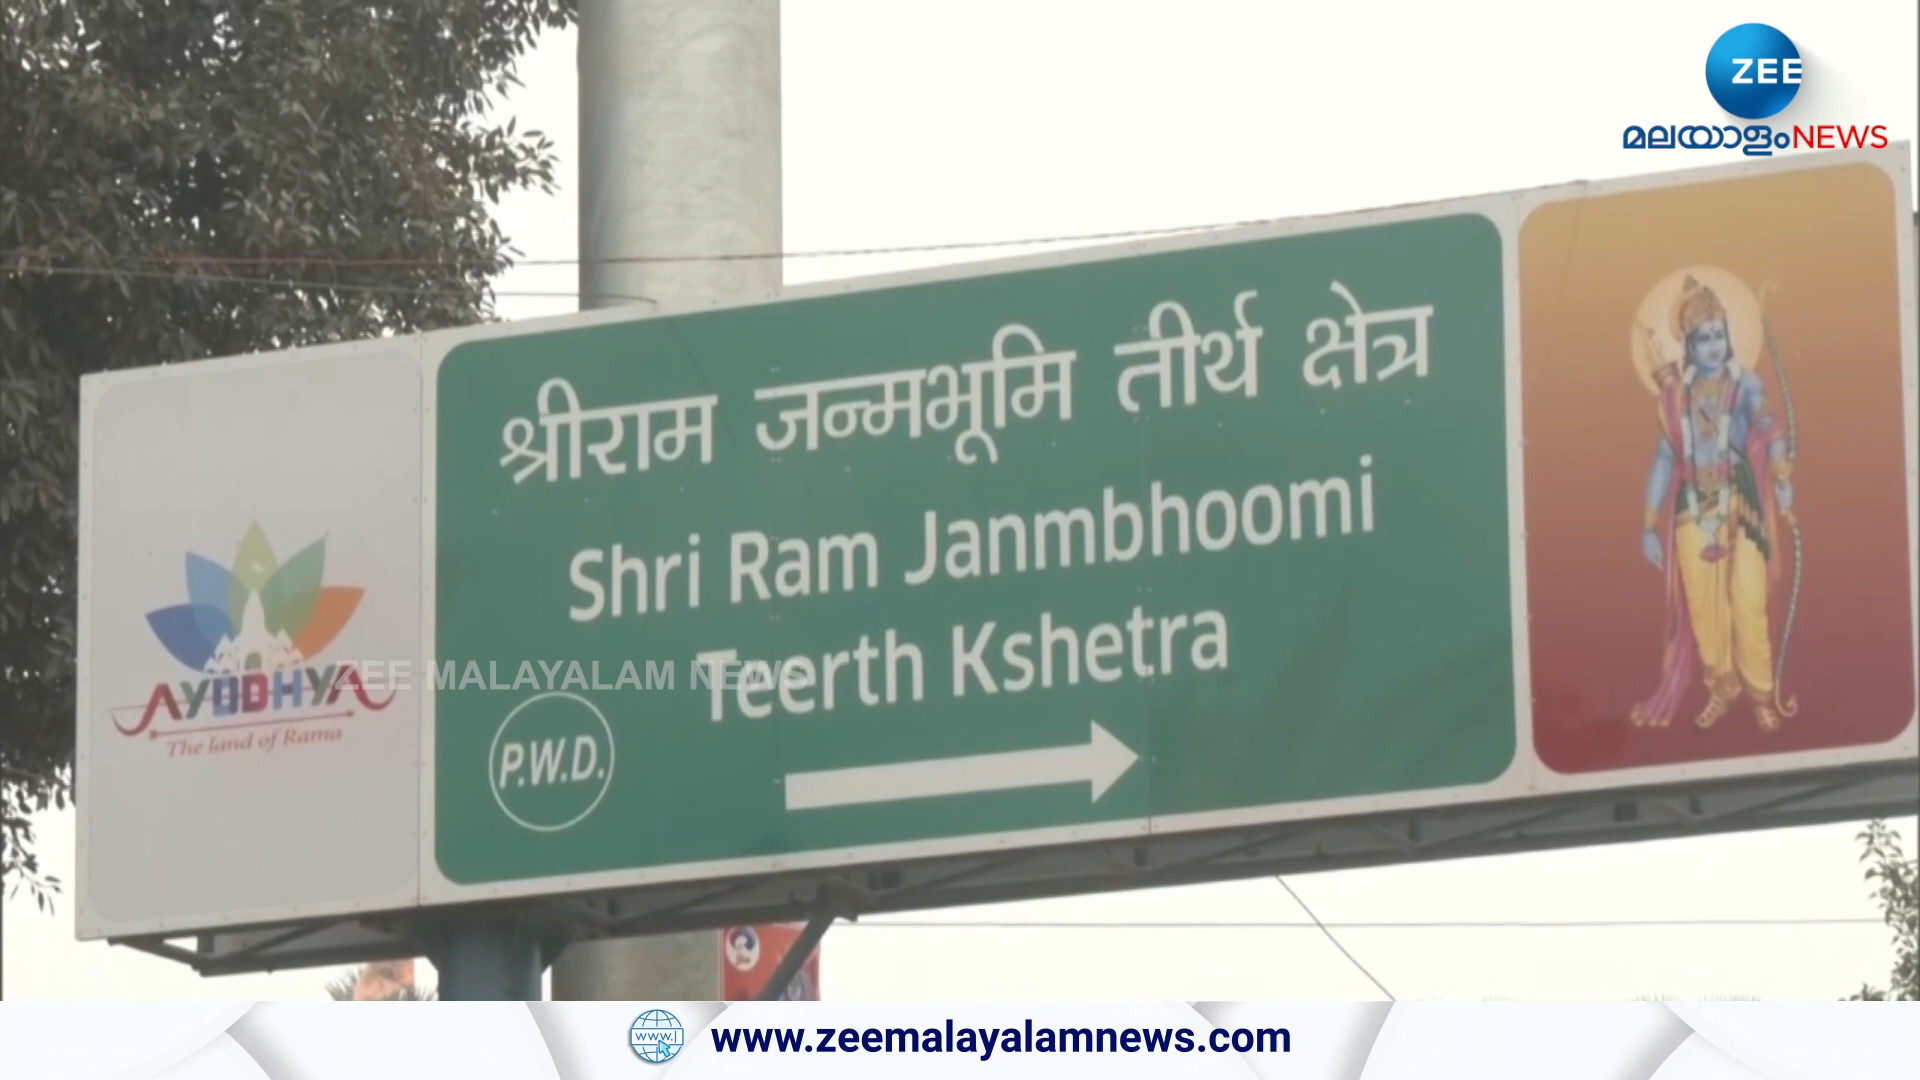 ZEE
മലയാളംNEWS
श्रीराम जन्मभूमि तीर्थ क्षेत्र
Shri Ram Janmbhoomi
Teerth Kshetra
AYODHYA
The land of Rama
ZEE MALAYALAM NEWS
P.W.D.
www.
www.zeemalayalamnews.com